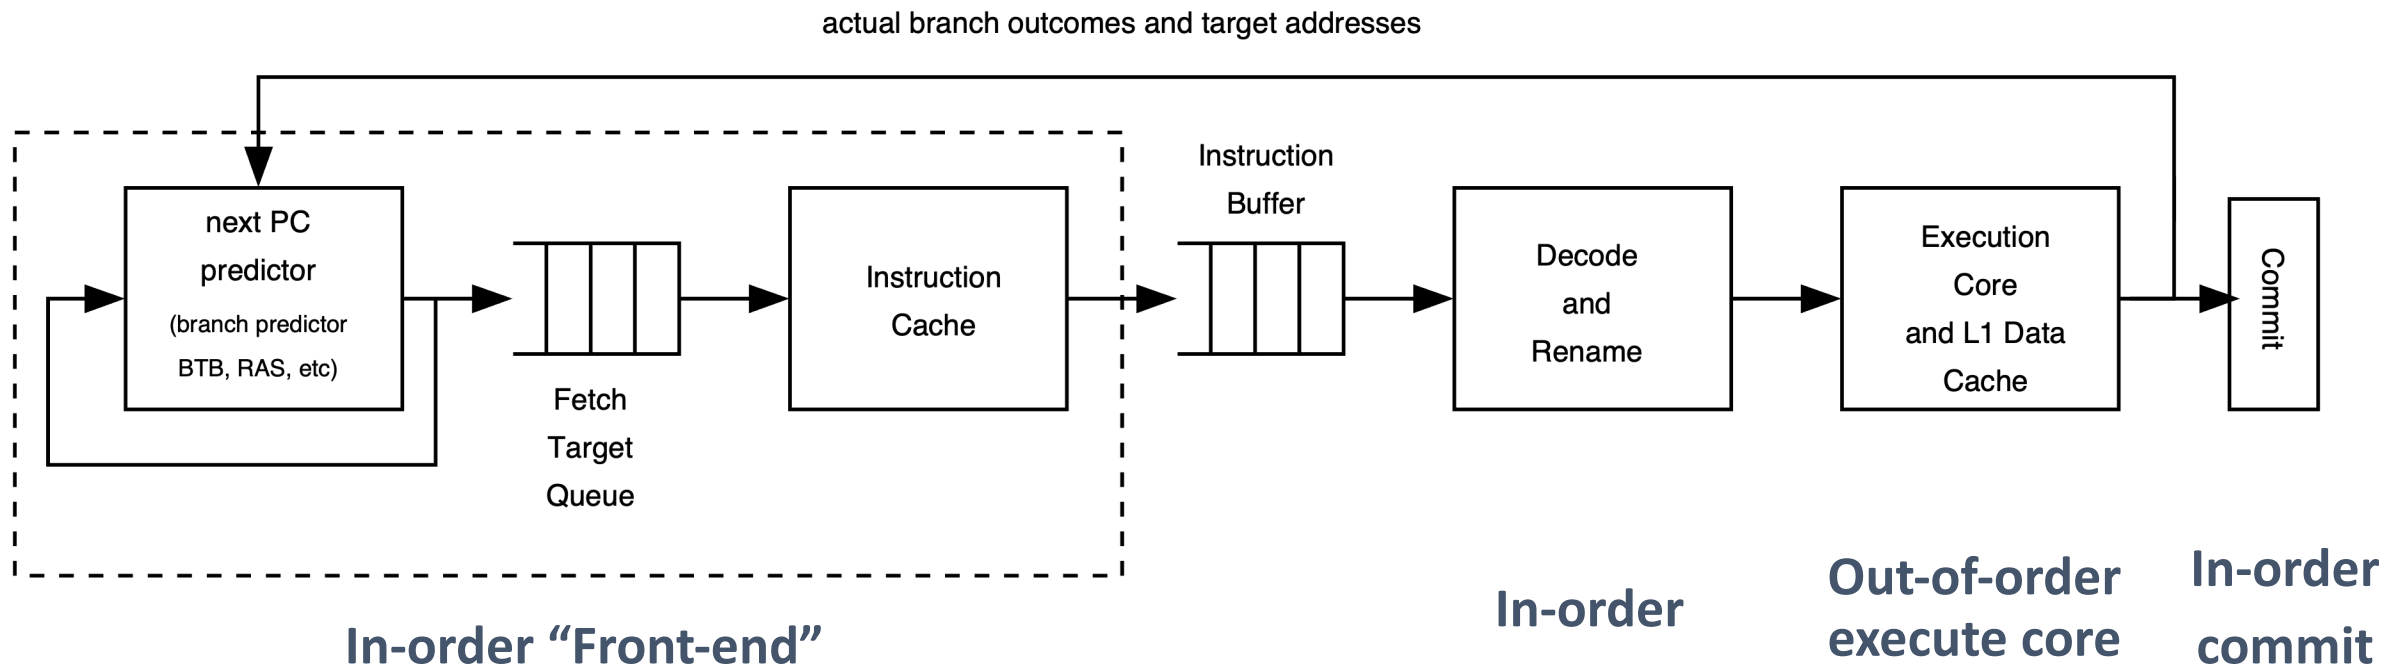 actual branch outcomes and target addresses
next PC
predictor
(branch predictor
BTB, RAS, etc)
Fetch
Target
Queue
Instruction
Cache
Instruction
Buffer
Decode
and
Rename
Execution
Core
and L1 Data
Cache
Commit
In-order “Front-end”
In-order
Out-of-order
execute core
In-order
commit